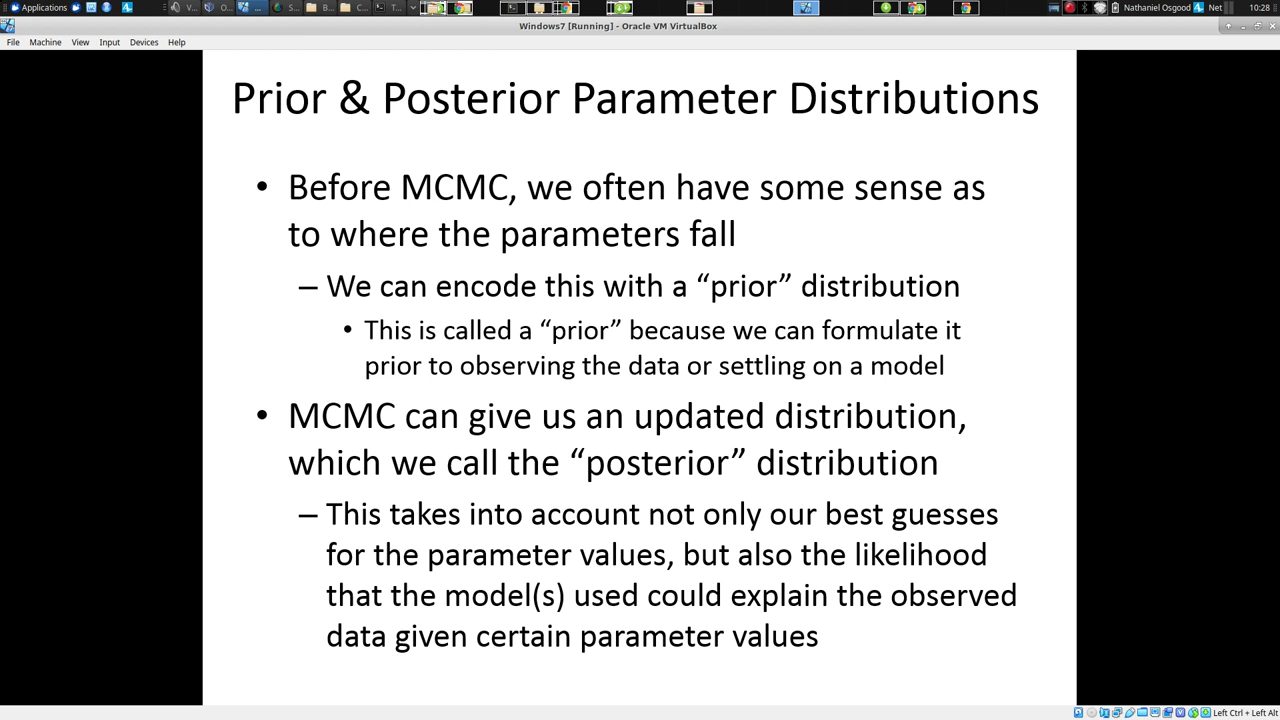 Applications
V...
O...
...
S...
B...
C...
T...
Nathaniel Osgood
Net
10:28
Windows7 [Running] - Oracle VM VirtualBox
File Machine View Input Devices Help
Prior & Posterior Parameter Distributions
• Before MCMC, we often have some sense as
to where the parameters fall
– We can encode this with a “prior” distribution
• This is called a “prior” because we can formulate it
prior to observing the data or settling on a model
• MCMC can give us an updated distribution,
which we call the “posterior” distribution
– This takes into account not only our best guesses
for the parameter values, but also the likelihood
that the model(s) used could explain the observed
data given certain parameter values
Left Ctrl + Left Alt